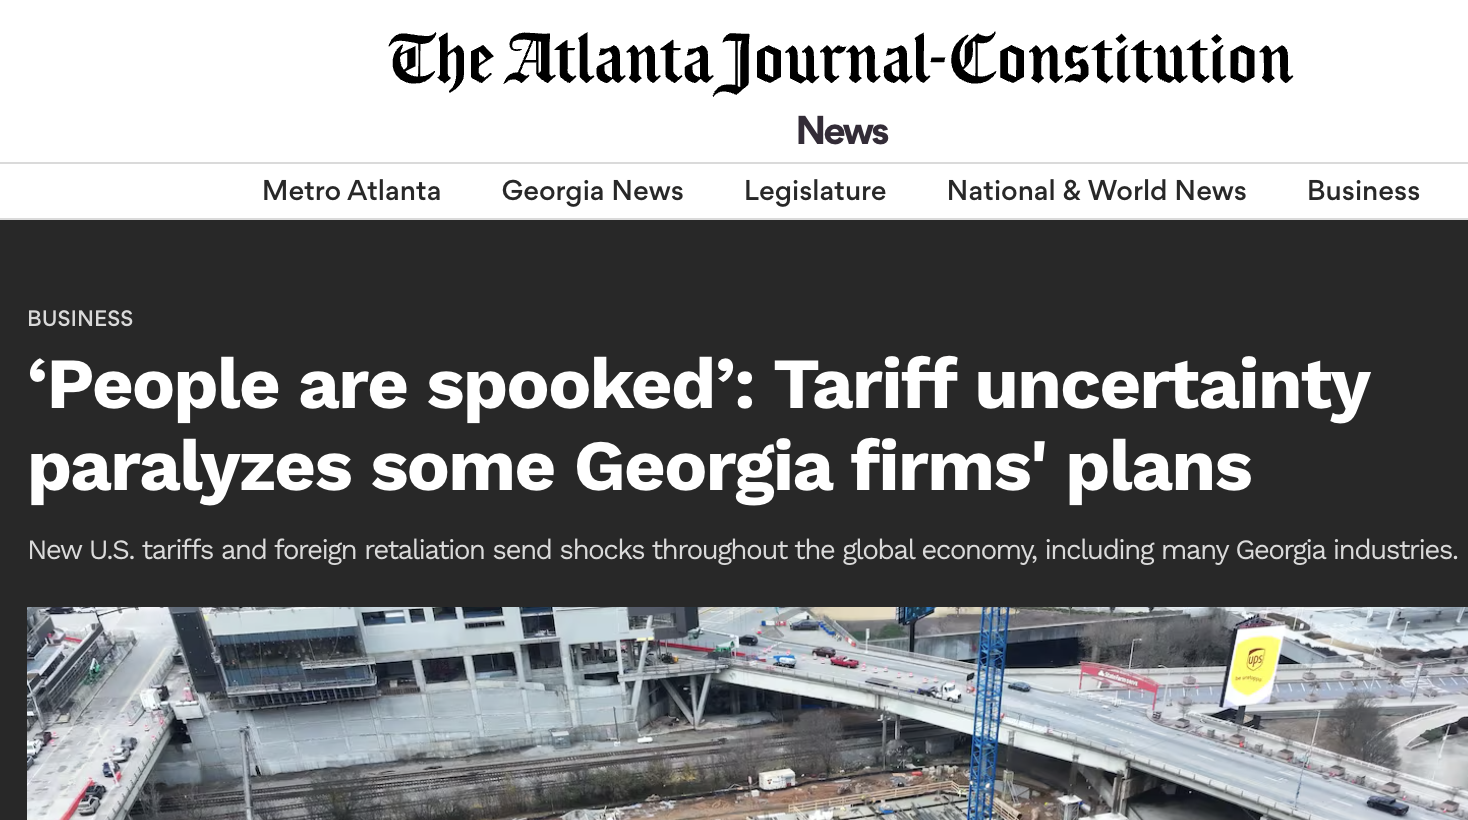 The Atlanta Journal-Constitution
News
Metro Atlanta Georgia News Legislature National & World News Business
BUSINESS
‘People are spooked’: Tariff uncertainty
paralyzes some Georgia firms' plans
New U.S. tariffs and foreign retaliation send shocks throughout the global economy, including many Georgia industries.
StateFarm
ups